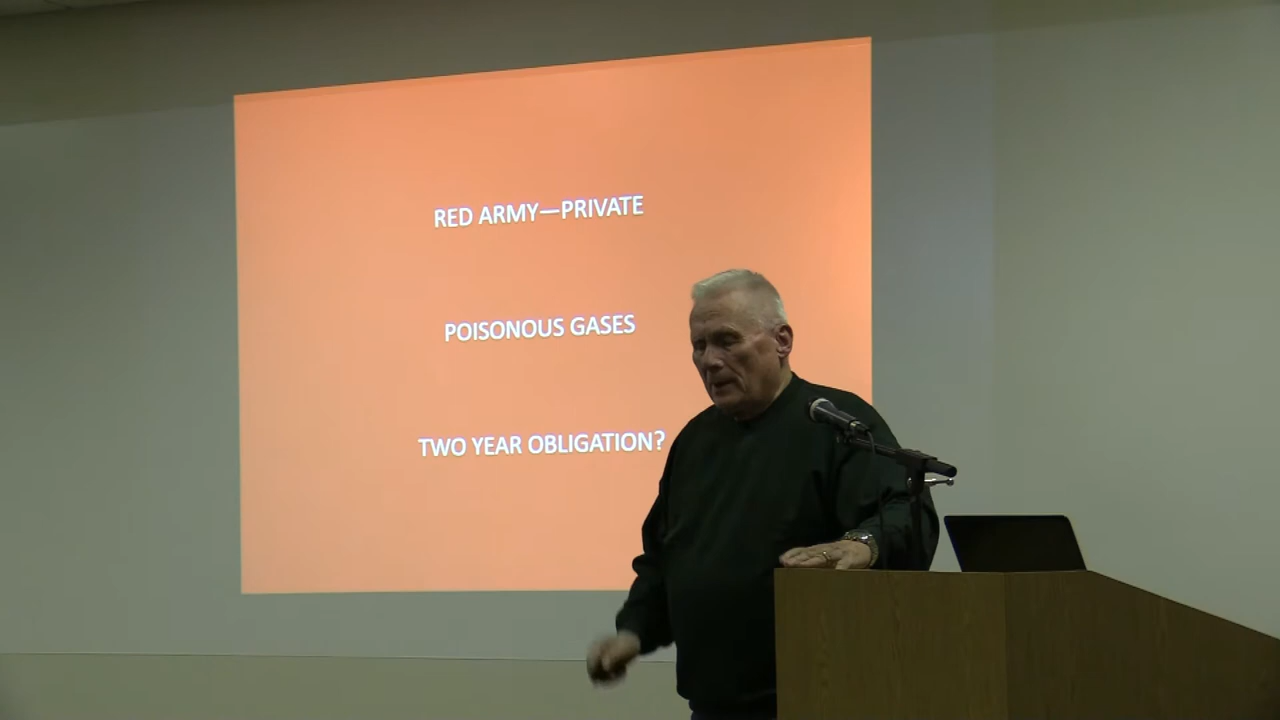 RED ARMY—PRIVATE
POISONOUS GASES
TWO YEAR OBLIGATION?